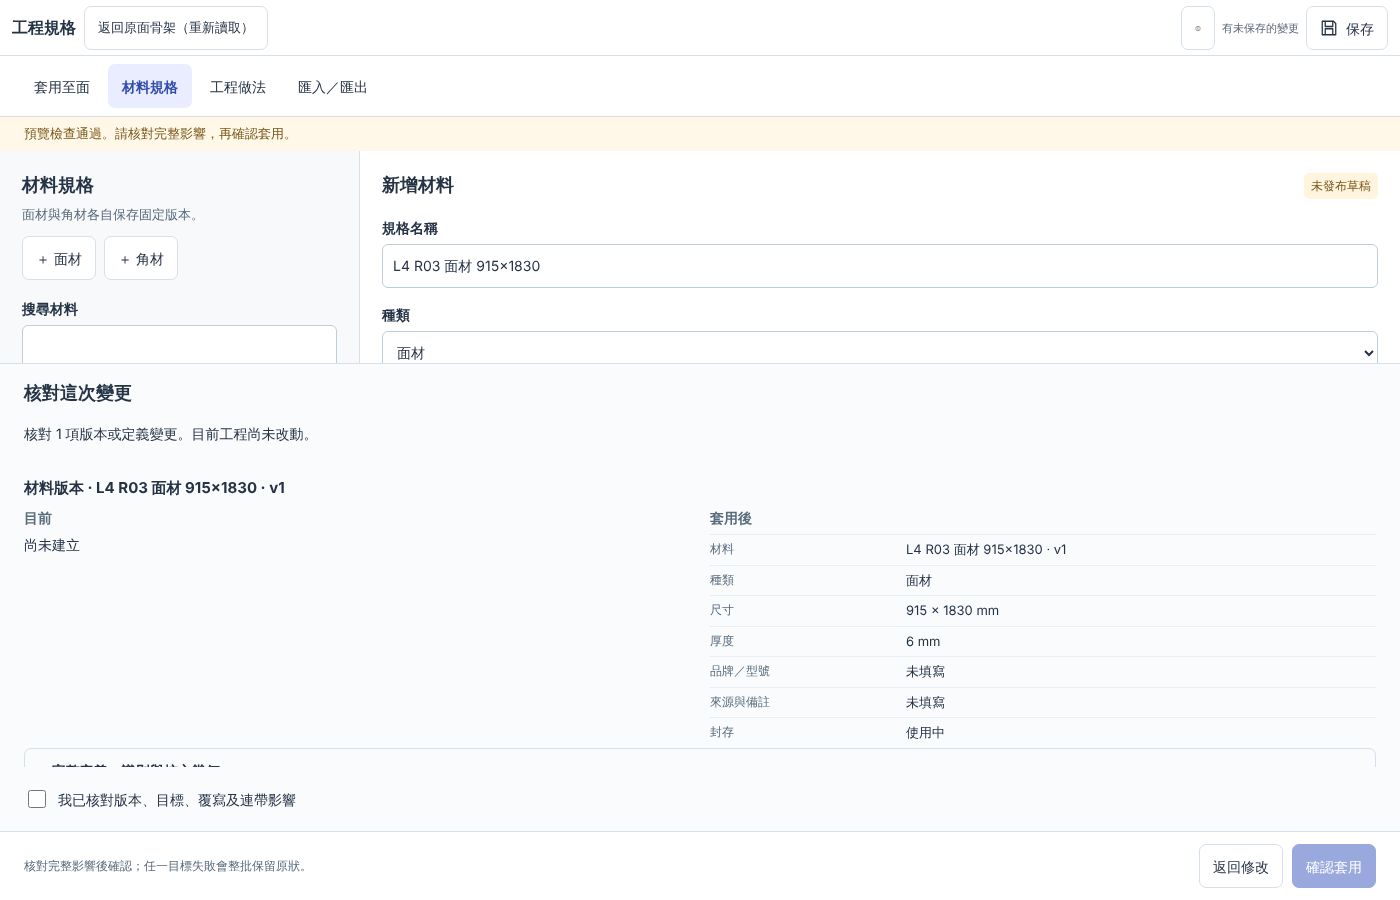 工程規格
返回原面骨架（重新讀取）
有未保存的變更
保存
套用至面
材料規格
工程做法
匯入／匯出
預覽檢查通過。請核對完整影響，再確認套用。
材料規格
面材與角材各自保存固定版本。
＋ 面材
＋ 角材
搜尋材料
新增材料
未發布草稿
規格名稱
L4 R03 面材 915×1830
種類
面材
核對這次變更
核對 1 項版本或定義變更。目前工程尚未改動。
材料版本 · L4 R03 面材 915×1830 · v1
目前
尚未建立
套用後
材料 L4 R03 面材 915×1830 · v1
種類 面材
尺寸 915 × 1830 mm
厚度 6 mm
品牌／型號 未填寫
來源與備註 未填寫
封存 使用中
我已核對版本、目標、覆寫及連帶影響
核對完整影響後確認；任一目標失敗會整批保留原狀。
返回修改
確認套用